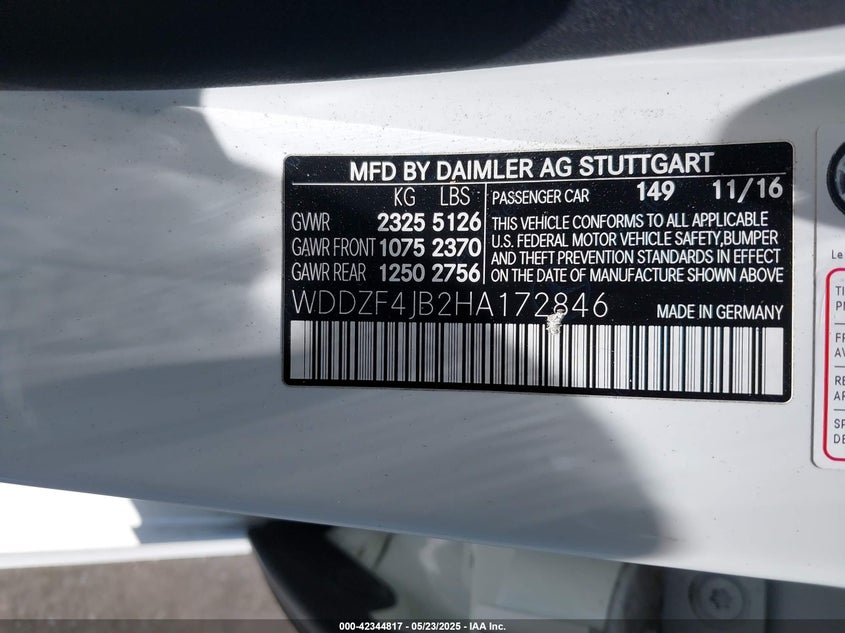 MFD BY DAIMLER AG STUTTGART
KG LBS
GVWR 2325 5126
GAWR FRONT 1075 2370
GAWR REAR 1250 2756
PASSENGER CAR 149 11/16
THIS VEHICLE CONFORMS TO ALL APPLICABLE
U.S. FEDERAL MOTOR VEHICLE SAFETY,BUMPER
AND THEFT PREVENTION STANDARDS IN EFFECT
ON THE DATE OF MANUFACTURE SHOWN ABOVE
WDDZF4JB2HA172846
MADE IN GERMANY
000-42344817 - 05/23/2025 - IAA Inc.